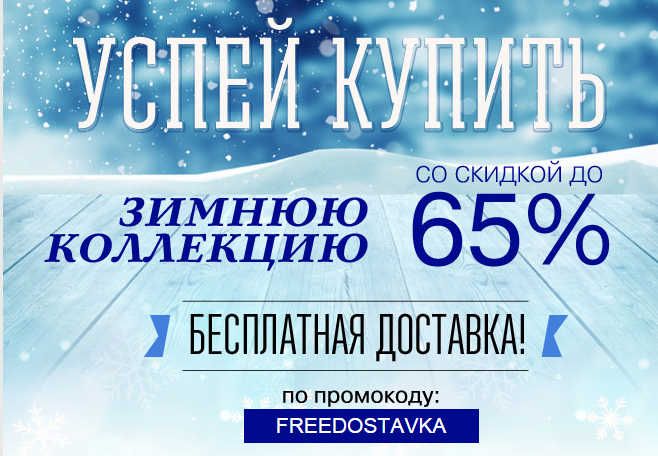 УСПЕЙ КУПИТЬ
ЗИМНЮЮ
КОЛЛЕКЦИЮ
СО СКИДКОЙ ДО
65%
БЕСПЛАТНАЯ ДОСТАВКА!
по промокоду:
FREEDOSTAVKA